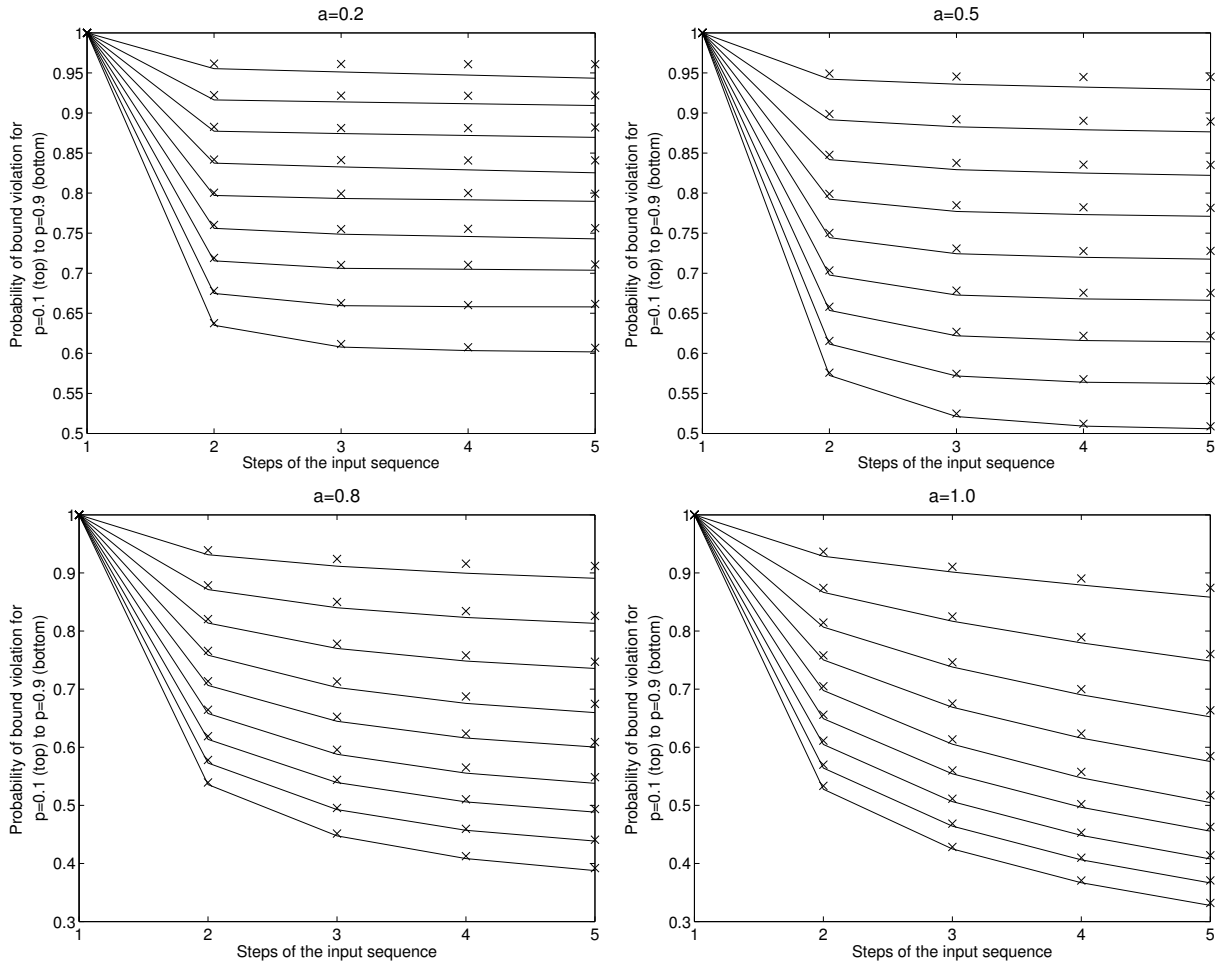 a=0.2
Probability of bound violation for
p=0.1 (top) to p=0.9 (bottom)
1
0.95
0.9
0.85
0.8
0.75
0.7
0.65
0.6
0.55
0.5
1 2 3 4 5
Steps of the input sequence
a=0.5
Probability of bound violation for
p=0.1 (top) to p=0.9 (bottom)
1
0.95
0.9
0.85
0.8
0.75
0.7
0.65
0.6
0.55
0.5
1 2 3 4 5
Steps of the input sequence
a=0.8
Probability of bound violation for
p=0.1 (top) to p=0.9 (bottom)
1
0.9
0.8
0.7
0.6
0.5
0.4
0.3
1 2 3 4 5
Steps of the input sequence
a=1.0
Probability of bound violation for
p=0.1 (top) to p=0.9 (bottom)
1
0.9
0.8
0.7
0.6
0.5
0.4
0.3
1 2 3 4 5
Steps of the input sequence